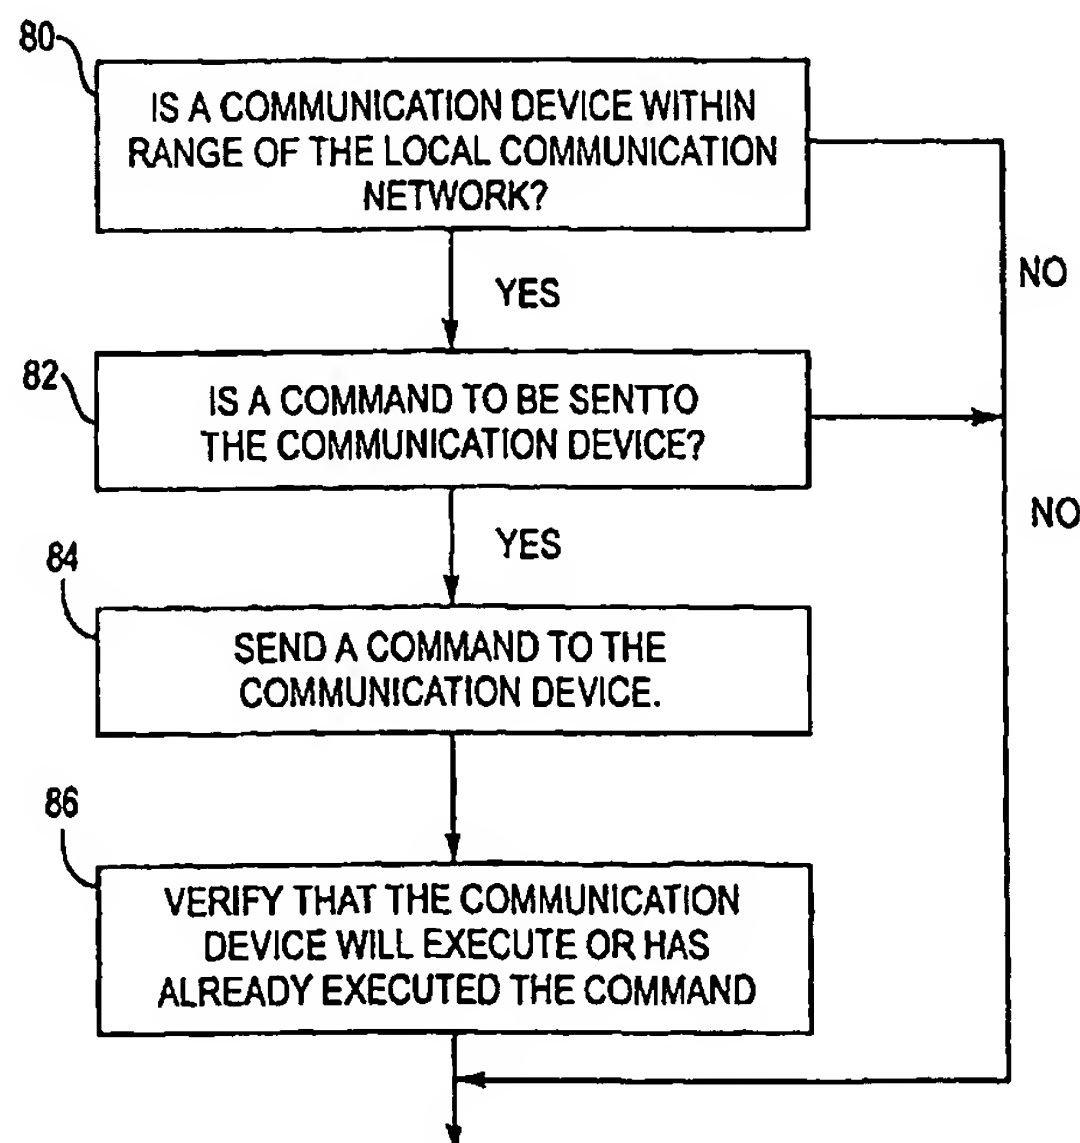 80
IS A COMMUNICATION DEVICE WITHIN
RANGE OF THE LOCAL COMMUNICATION
NETWORK?
NO
YES
82
IS A COMMAND TO BE SENTTO
THE COMMUNICATION DEVICE?
NO
YES
84
SEND A COMMAND TO THE
COMMUNICATION DEVICE.
86
VERIFY THAT THE COMMUNICATION
DEVICE WILL EXECUTE OR HAS
ALREADY EXECUTED THE COMMAND